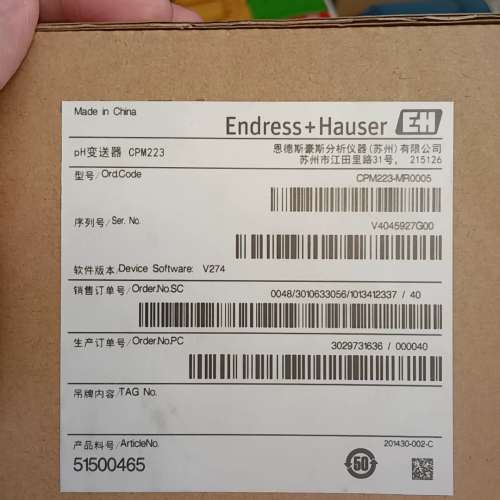 Made in China
Endress+Hauser EH
pH变送器 CPM223
恩德斯豪斯分析仪器(苏州)有限公司
苏州市江田里路31号, 215126
型号/Ord.Code
CPM223-MR0005
序列号/Ser. No.
V4045927G00
软件版本/Device Software: V274
销售订单号/Order.No.SC
0048/3010633056/1013412337 / 40
生产订单号/Order.No.PC
3029731636 / 000040
吊牌内容/TAG No.
产品料号/ArticleNo.
51500465
50
201430-002-C